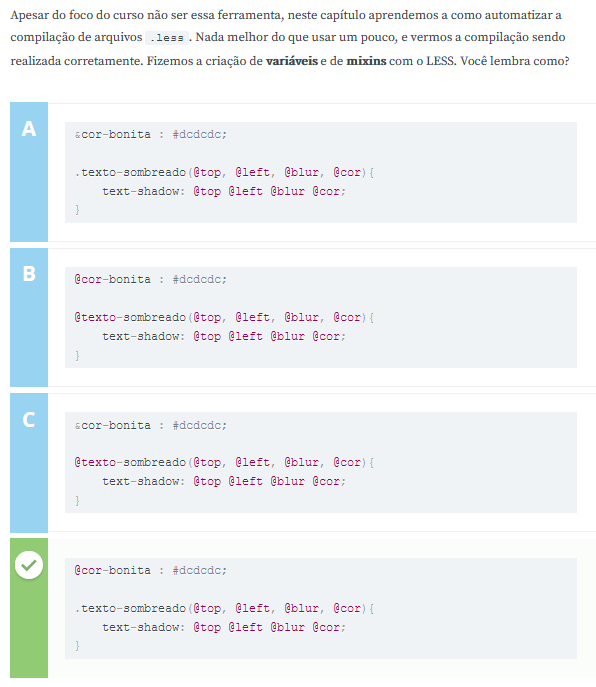 Apesar do foco do curso não ser essa ferramenta, neste capítulo aprendemos a como automatizar a
compilação de arquivos .less. Nada melhor do que usar um pouco, e vermos a compilação sendo
realizada corretamente. Fizemos a criação de variáveis e de mixins com o LESS. Você lembra como?
A
&cor-bonita : #dcdcdc;
.texto-sombreado(@top, @left, @blur, @cor){
text-shadow: @top @left @blur @cor;
}
B
@cor-bonita : #dcdcdc;
@texto-sombreado(@top, @left, @blur, @cor){
text-shadow: @top @left @blur @cor;
}
C
&cor-bonita : #dcdcdc;
@texto-sombreado(@top, @left, @blur, @cor){
text-shadow: @top @left @blur @cor;
}
@cor-bonita : #dcdcdc;
.texto-sombreado(@top, @left, @blur, @cor){
text-shadow: @top @left @blur @cor;
}